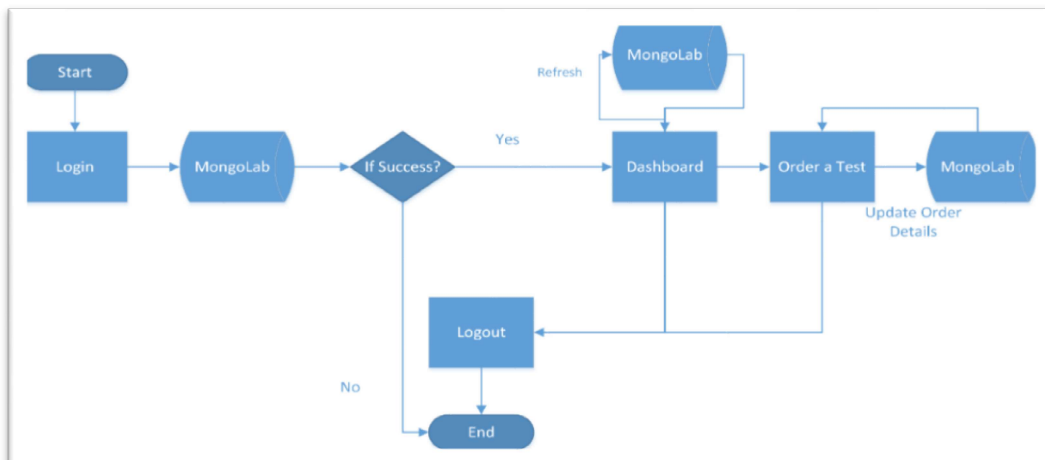 Start
MongoLab
Refresh
Login
MongoLab
If Success?
Yes
Dashboard
Order a Test
MongoLab
Update Order
Details
Logout
No
End